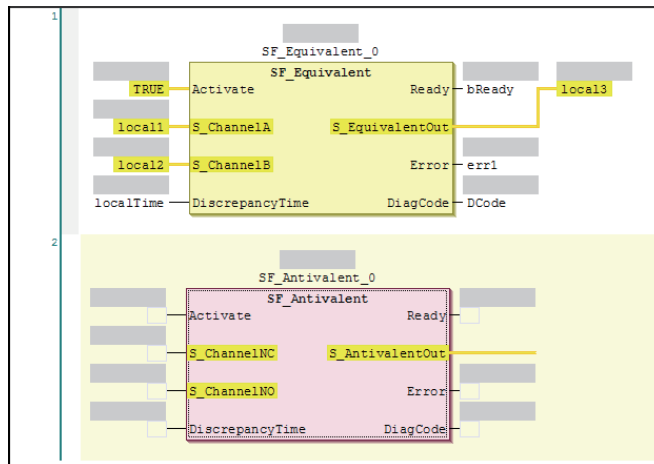 1
SF_Equivalent_0
SF_Equivalent
TRUE Activate Ready bReady local3
local1 S_ChannelA S_EquivalentOut
local2 S_ChannelB Error err1
localTime DiscrepancyTime DiagCode DCode
2
SF_Antivalent_0
SF_Antivalent
Activate Ready
S_ChannelNC S_AntivalentOut
S_ChannelNO Error
DiscrepancyTime DiagCode